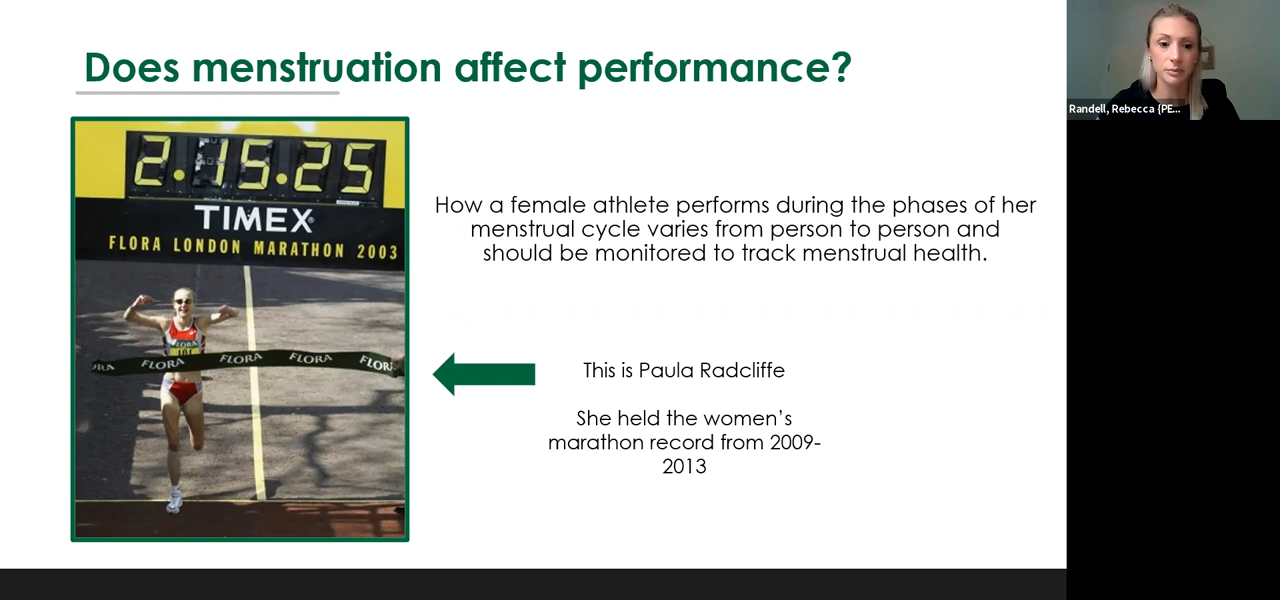 Does menstruation affect performance?
Randell, Rebecca {PE...
2.15.25
TIMEX
FLORA LONDON MARATHON 2003
How a female athlete performs during the phases of her
menstrual cycle varies from person to person and
should be monitored to track menstrual health.
FLORA
FLORA FLORA FLORA
This is Paula Radcliffe
She held the women's
marathon record from 2009-
2013